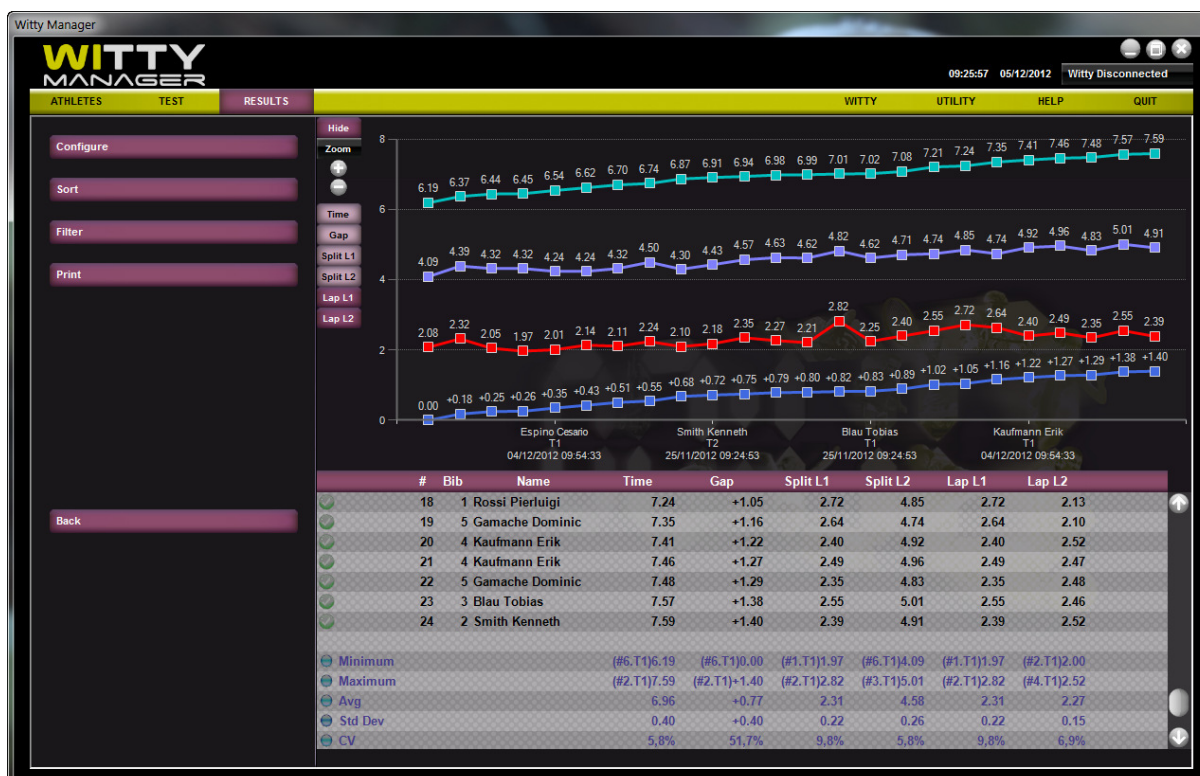 Witty Manager
WITTY
MANAGER
09:25:57 05/12/2012 Witty Disconnected
ATHLETES TEST RESULTS WITTY UTILITY HELP QUIT
Configure
Sort
Filter
Print
Back
Hide
Zoom
Time
Gap
Split L1
Split L2
Lap L1
Lap L2
8
6
4
2
0
6.19 6.37 6.44 6.45 6.54 6.62 6.70 6.74 6.87 6.91 6.94 6.98 6.99 7.01 7.02 7.08 7.21 7.24 7.35 7.41 7.46 7.48 7.57 7.59
4.09 4.39 4.32 4.32 4.24 4.24 4.32 4.50 4.30 4.43 4.57 4.63 4.62 4.82 4.62 4.71 4.74 4.85 4.74 4.92 4.96 4.83 5.01 4.91
2.08 2.32 2.05 1.97 2.01 2.14 2.11 2.24 2.10 2.18 2.35 2.27 2.21 2.82 2.25 2.40 2.55 2.72 2.64 2.40 2.49 2.35 2.55 2.39
0.00 +0.18 +0.25 +0.26 +0.35 +0.43 +0.51 +0.55 +0.68 +0.72 +0.75 +0.79 +0.80 +0.82 +0.83 +0.89 +1.02 +1.05 +1.16 +1.22 +1.27 +1.29 +1.38 +1.40
Espino Cesario Smith Kenneth Blau Tobias Kaufmann Erik
T1 T2 T1 T1
04/12/2012 09:54:33 25/11/2012 09:24:53 25/11/2012 09:24:53 04/12/2012 09:54:33
# Bib Name Time Gap Split L1 Split L2 Lap L1 Lap L2
18 1 Rossi Pierluigi 7.24 +1.05 2.72 4.85 2.72 2.13
19 5 Gamache Dominic 7.35 +1.16 2.64 4.74 2.64 2.10
20 4 Kaufmann Erik 7.41 +1.22 2.40 4.92 2.40 2.52
21 4 Kaufmann Erik 7.46 +1.27 2.49 4.96 2.49 2.47
22 5 Gamache Dominic 7.48 +1.29 2.35 4.83 2.35 2.48
23 3 Blau Tobias 7.57 +1.38 2.55 5.01 2.55 2.46
24 2 Smith Kenneth 7.59 +1.40 2.39 4.91 2.39 2.52
Minimum (#6.T1)6.19 (#6.T1)0.00 (#1.T1)1.97 (#6.T1)4.09 (#1.T1)1.97 (#2.T1)2.00
Maximum (#2.T1)7.59 (#2.T1)+1.40 (#2.T1)2.82 (#3.T1)5.01 (#2.T1)2.82 (#4.T1)2.52
Avg 6.96 +0.77 2.31 4.58 2.31 2.27
Std Dev 0.40 +0.40 0.22 0.26 0.22 0.15
CV 5,8% 51,7% 9,8% 5,8% 9,8% 6,9%